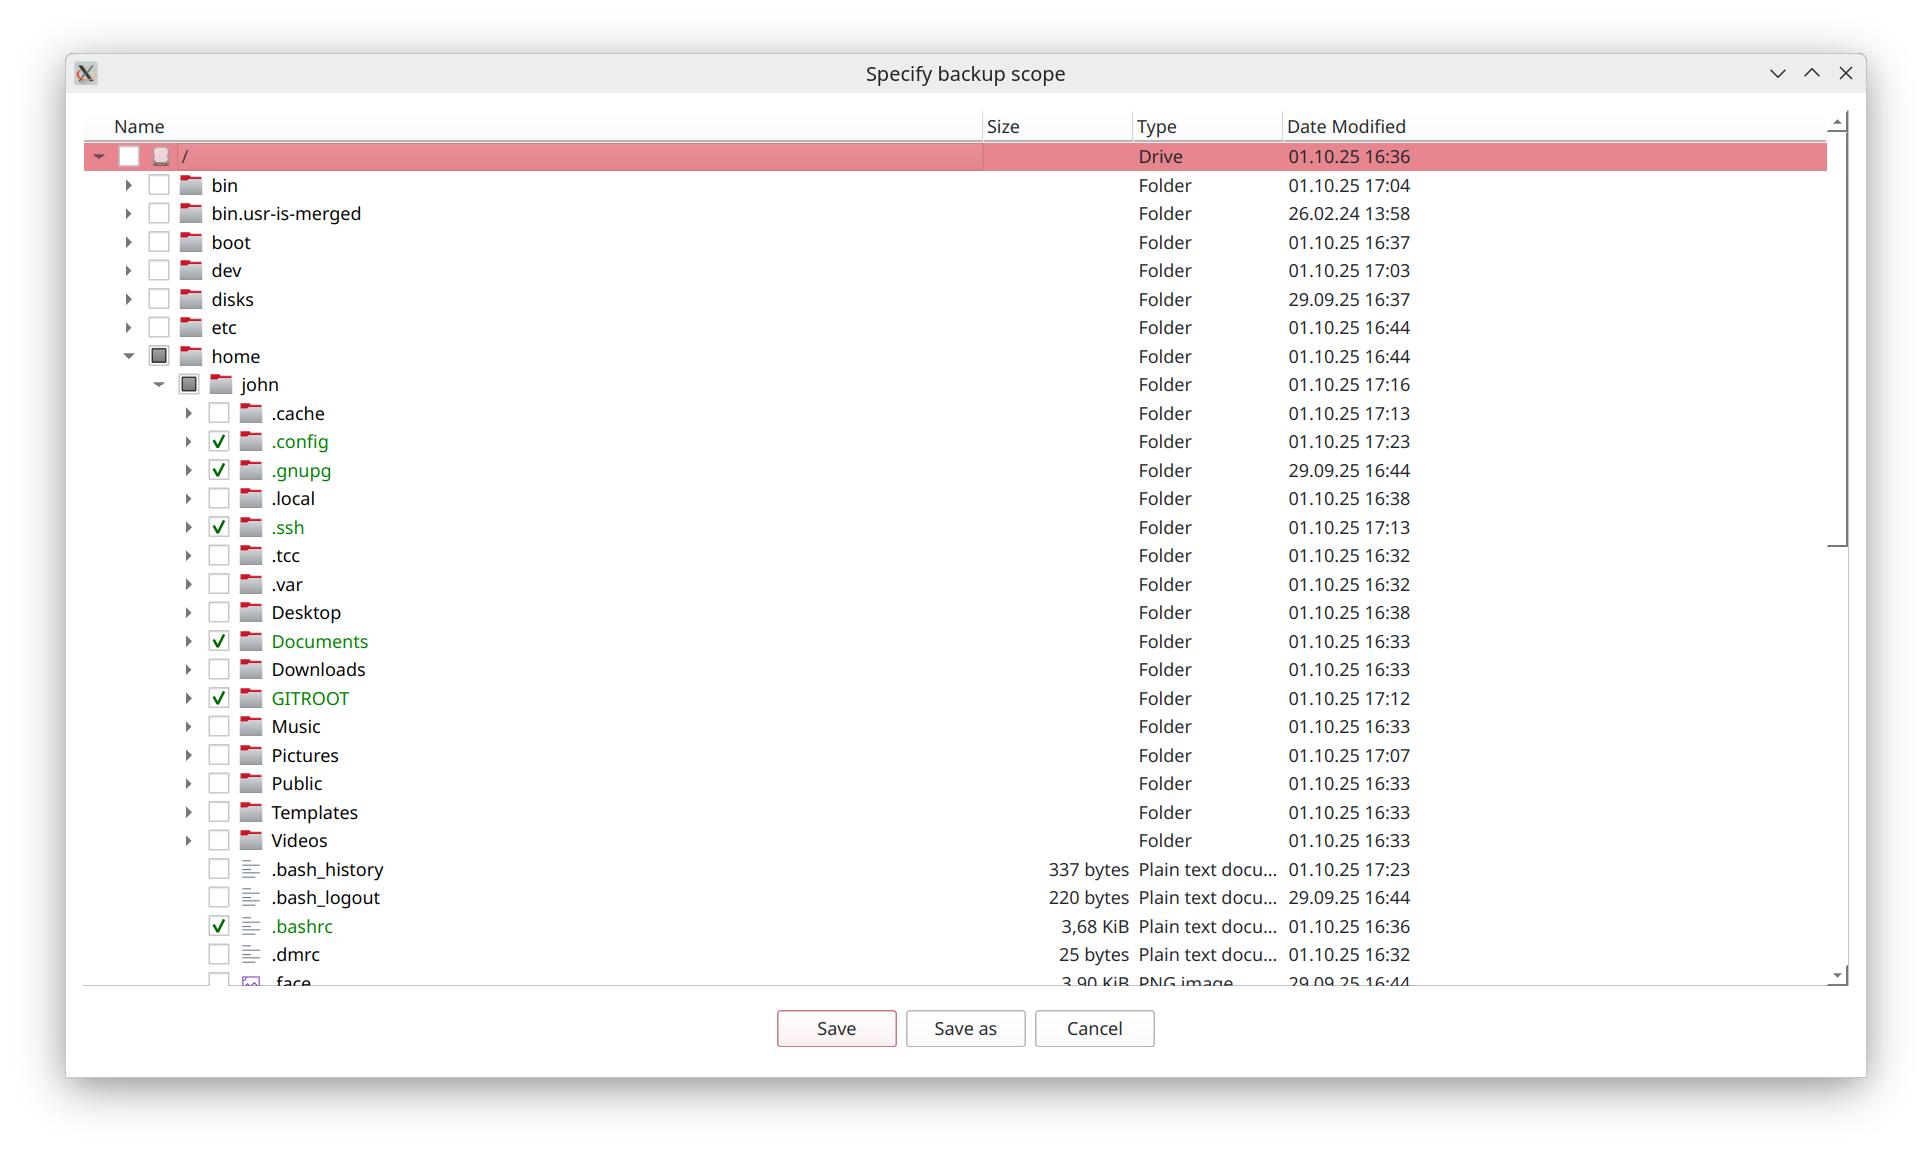 Specify backup scope
Name Size Type Date Modified
/ Drive 01.10.25 16:36
bin Folder 01.10.25 17:04
bin.usr-is-merged Folder 26.02.24 13:58
boot Folder 01.10.25 16:37
dev Folder 01.10.25 17:03
disks Folder 29.09.25 16:37
etc Folder 01.10.25 16:44
home Folder 01.10.25 16:44
john Folder 01.10.25 17:16
.cache Folder 01.10.25 17:13
.config Folder 01.10.25 17:23
.gnupg Folder 29.09.25 16:44
.local Folder 01.10.25 16:38
.ssh Folder 01.10.25 17:13
.tcc Folder 01.10.25 16:32
.var Folder 01.10.25 16:32
Desktop Folder 01.10.25 16:38
Documents Folder 01.10.25 16:33
Downloads Folder 01.10.25 16:33
GITROOT Folder 01.10.25 17:12
Music Folder 01.10.25 16:33
Pictures Folder 01.10.25 17:07
Public Folder 01.10.25 16:33
Templates Folder 01.10.25 16:33
Videos Folder 01.10.25 16:33
.bash_history 337 bytes Plain text docu... 01.10.25 17:23
.bash_logout 220 bytes Plain text docu... 29.09.25 16:44
.bashrc 3,68 KiB Plain text docu... 01.10.25 16:36
.dmrc 25 bytes Plain text docu... 01.10.25 16:32
.face 3,90 KiB PNG image 29.09.25 16:44
Save Save as Cancel